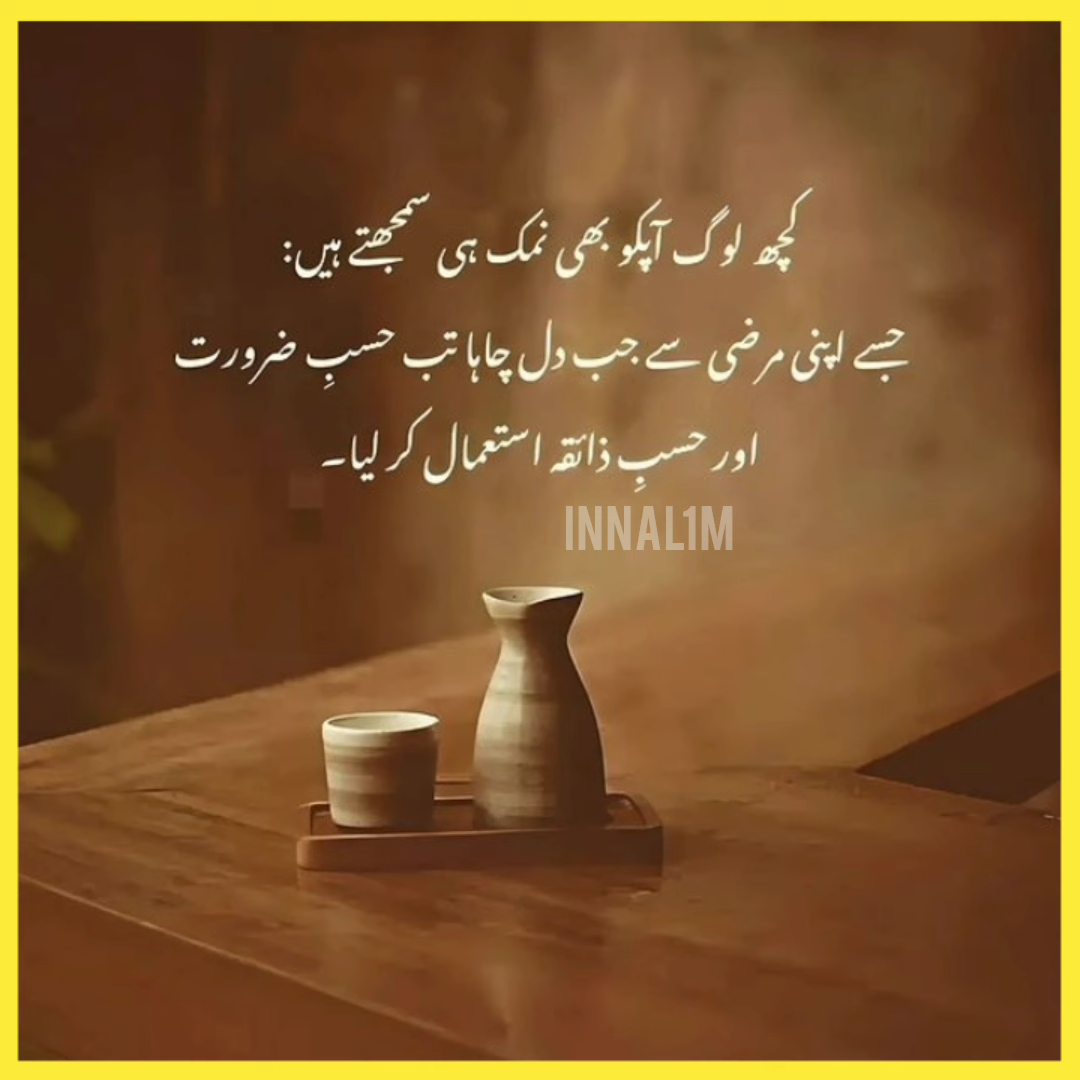 کچھ لوگ آپکو بھی نمک ہی سمجھتے ہیں:
جسے اپنی مرضی سے جب دل چاہا تب حسبِ ضرورت
اور حسبِ ذائقہ استعمال کر لیا۔
INNAL1M